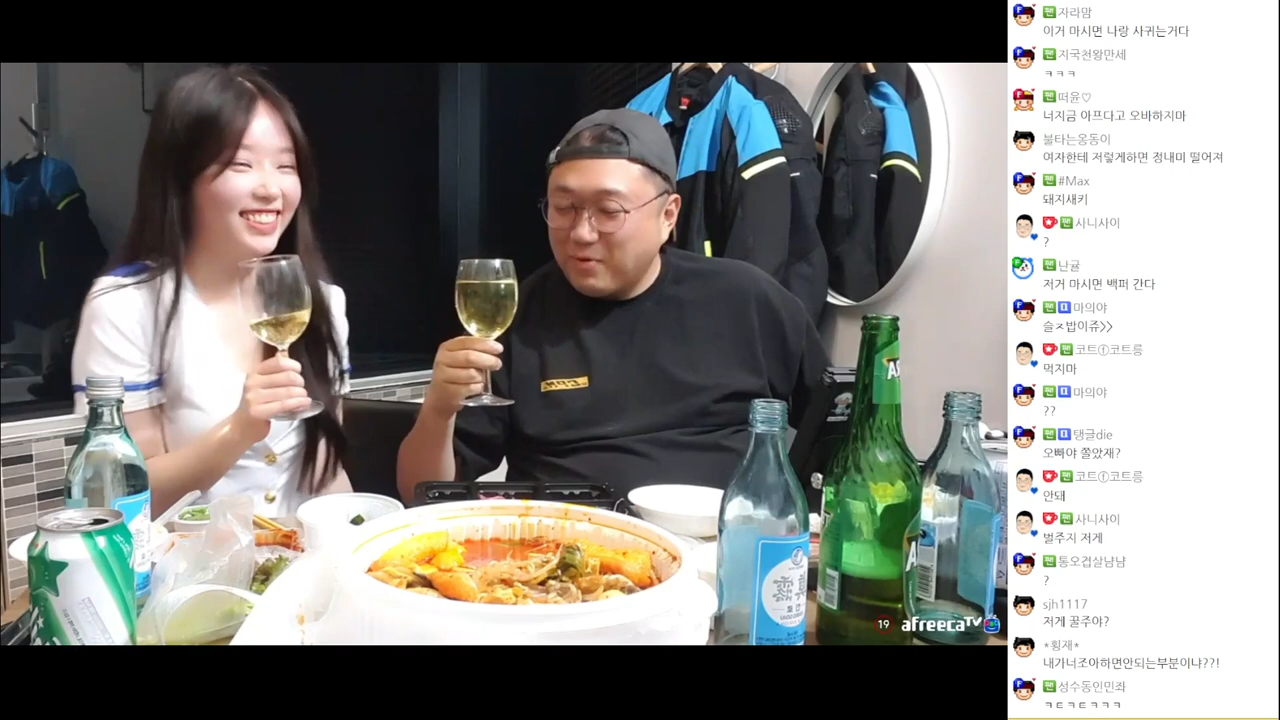 자라맘
이거 마시면 나랑 사귀는거다
지국천왕만세
ㅋㅋㅋ
떠윤♡
너지금 아프다고 오바하지마
불타는옹동이
여자한테 저렇게하면 정내미 떨어져
#Max
돼지새키
사니사이
?
난귤
저거 마시면 백퍼 간다
마의야
슬ㅈ밥이쥬>>
코트ⓕ코트릉
먹지마
마의야
??
탱글die
오빠야 쫄았재?
코트ⓕ코트릉
안돼
사니사이
벌주지 저게
통오겹살냠냠
?
sjh1117
저게 꿀주야?
*횡재*
내가너조아하면안되는부분이냐??!
성수동인민좌
ㅋㅌㅋㅌㅋㅋㅋ
19 afreecaTV